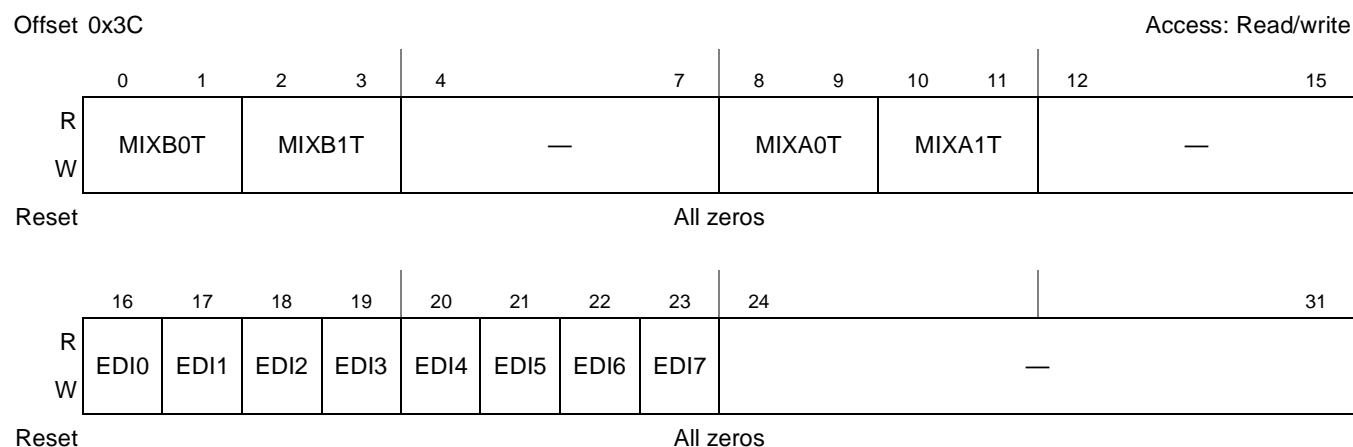 Offset 0x3C Access: Read/write
0 1 2 3 4 7 8 9 10 11 12 15
R
W
MIXB0T MIXB1T — MIXA0T MIXA1T —
Reset All zeros
16 17 18 19 20 21 22 23 24 31
R
W
EDI0 EDI1 EDI2 EDI3 EDI4 EDI5 EDI6 EDI7 —
Reset All zeros